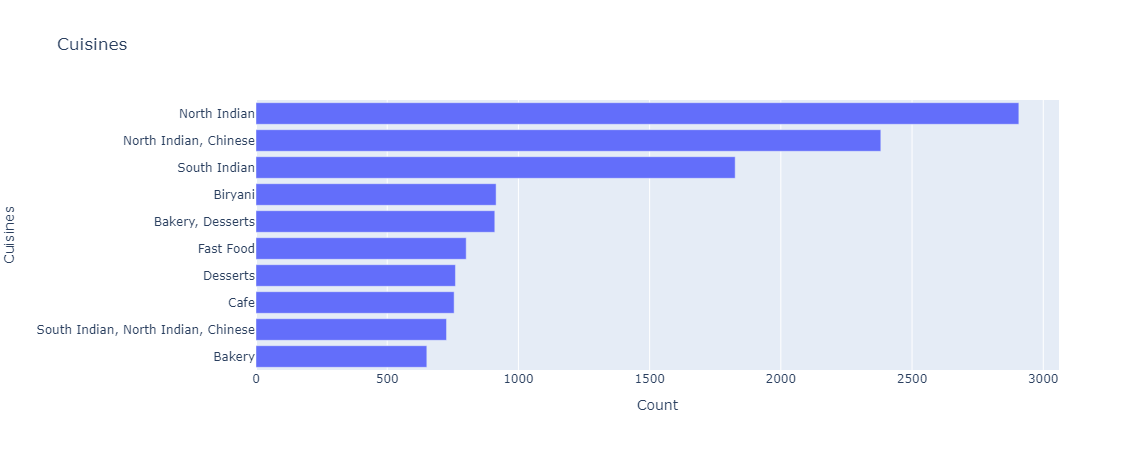 Cuisines
North Indian
North Indian, Chinese
South Indian
Biryani
Bakery, Desserts
Fast Food
Desserts
Cafe
South Indian, North Indian, Chinese
Bakery
Cuisines
0 500 1000 1500 2000 2500 3000
Count